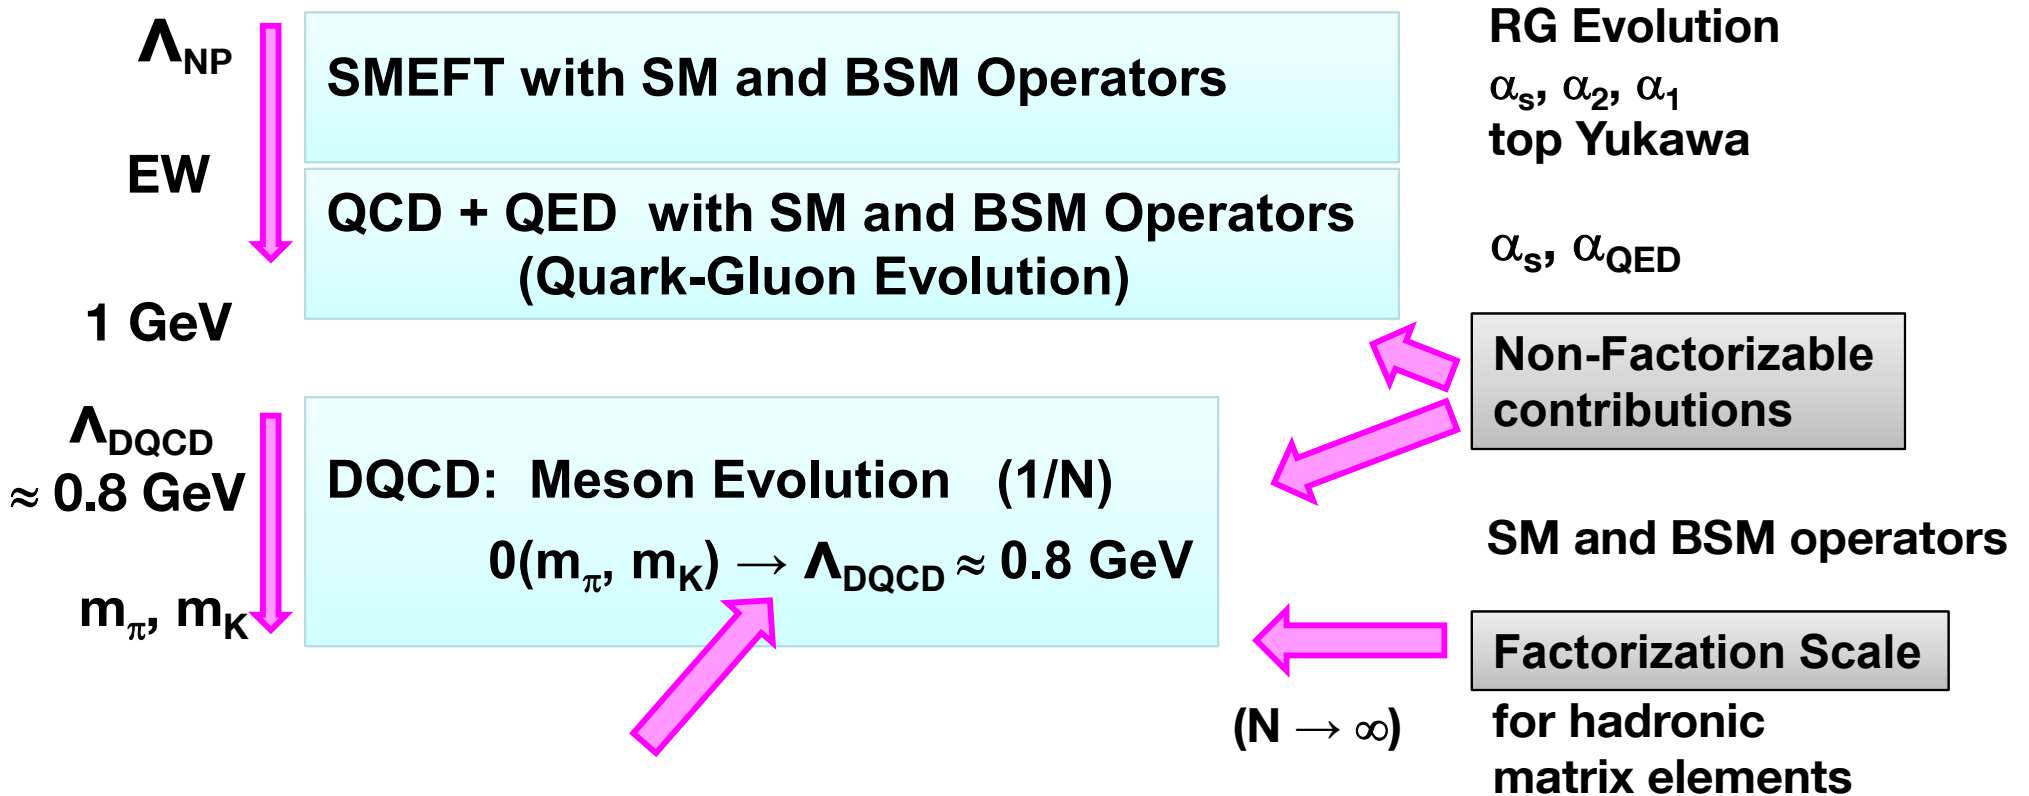 Λ_NP
EW
1 GeV
Λ_DQCD
≈ 0.8 GeV
m_π, m_K
SMEFT with SM and BSM Operators
QCD + QED with SM and BSM Operators
(Quark-Gluon Evolution)
DQCD: Meson Evolution (1/N)
0(m_π, m_K) → Λ_DQCD ≈ 0.8 GeV
RG Evolution
α_s, α_2, α_1
top Yukawa
α_s, α_QED
Non-Factorizable
contributions
SM and BSM operators
Factorization Scale
(N → ∞)
for hadronic
matrix elements